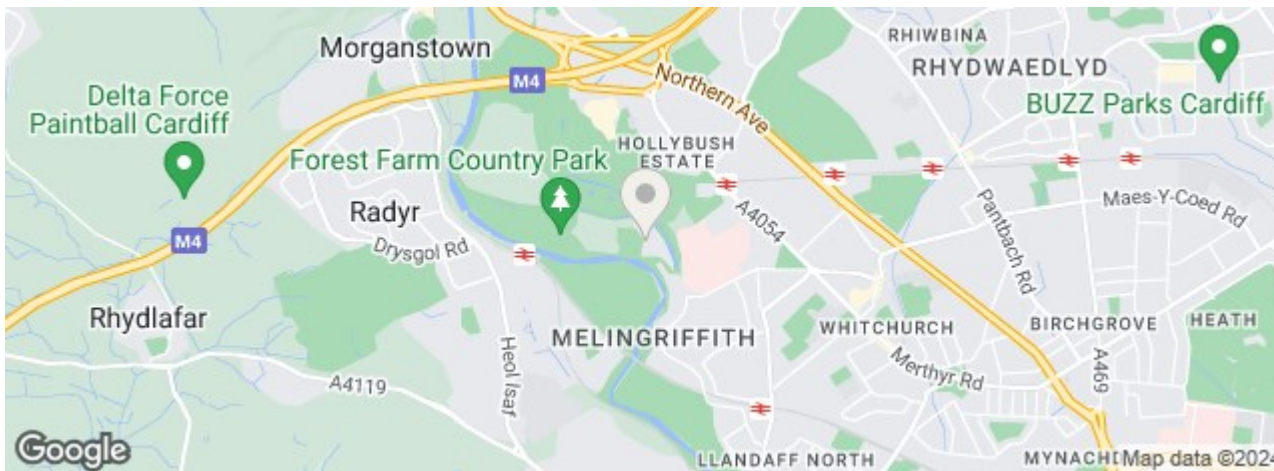 Morganstown
RHIWBINA
RHYDWAEDLYD
BUZZ Parks Cardiff
M4
Northern Ave
Delta Force
Paintball Cardiff
HOLLYBUSH
ESTATE
Forest Farm Country Park
Radyr
A4054
Maes-Y-Coed Rd
Pantbach Rd
M4
Drysgol Rd
Rhydlafar
MELINGRIFFITH
WHITCHURCH
BIRCHGROVE
HEATH
Heol Isaf
Merthyr Rd
A469
A4119
Google
LLANDAFF NORTH
Map data ©2024